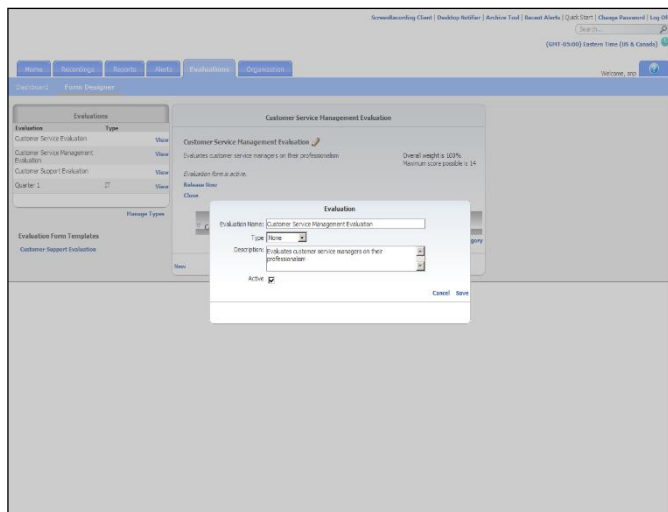 ScreenRecording Client | Desktop Notifier | Archive Tool | Recent Alerts | Quick Start | Change Password | Log Off
Search...
(GMT-05:00) Eastern Time (US & Canada)
Home Recordings Reports Alerts Evaluations Organization
Welcome, snp
Dashboard Form Designer
Evaluations
Evaluation Type
Customer Service Evaluation View
Customer Service Management Evaluation View
Customer Support Evaluation View
Quarter 1 IT View
Manage Types
Evaluation Form Templates
Customer Support Evaluation
Customer Service Management Evaluation
Customer Service Management Evaluation
Evaluates customer service managers on their professionalism
Overall weight is 100%
Maximum score possible is 14
Evaluation form is active.
Release Now
Close
New
Evaluation
Evaluation Name: Customer Service Management Evaluation
Type None
Description: Evaluates customer service managers on their
professionalism
Active
Cancel Save